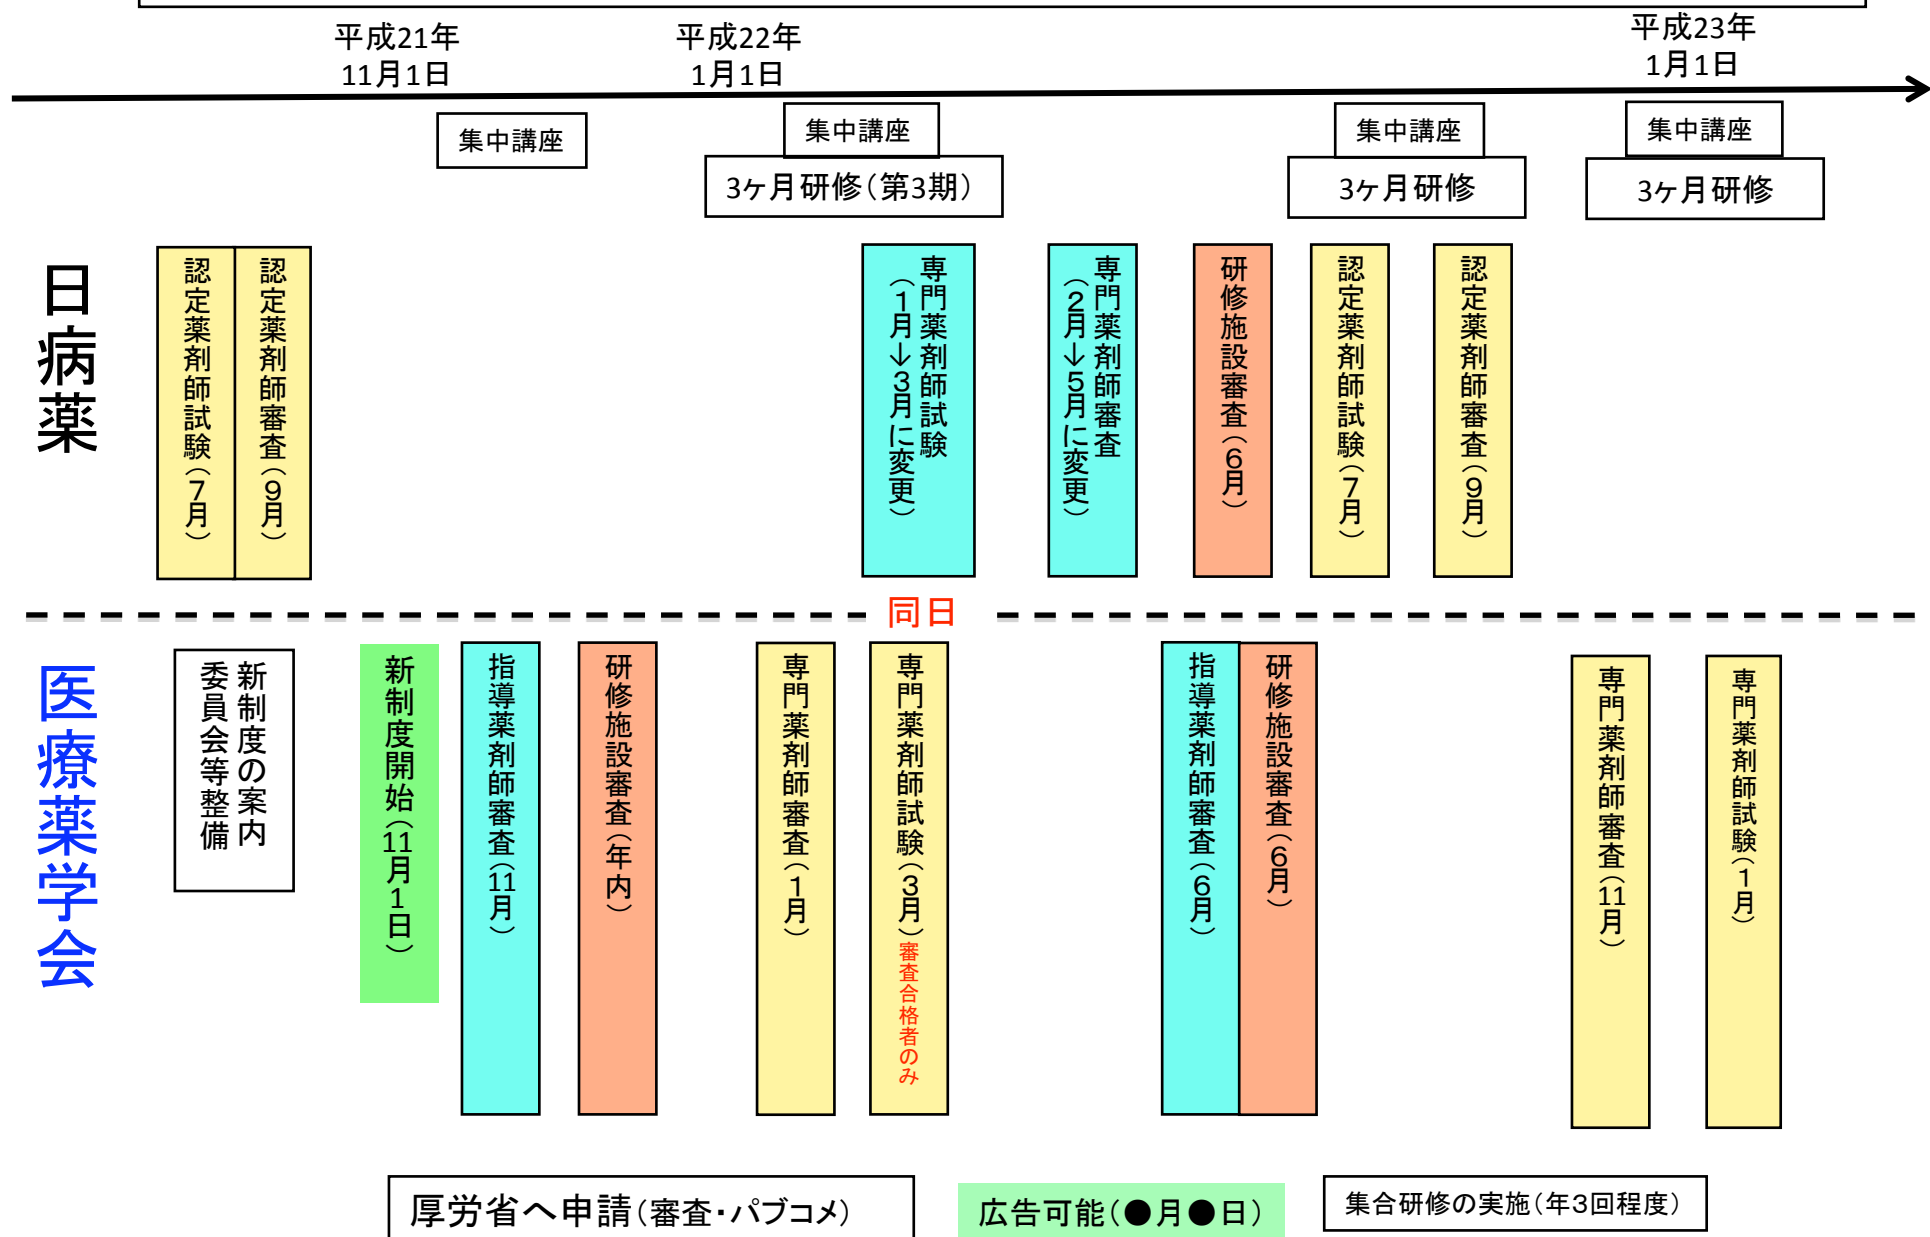 平成21年
11月1日
平成22年
1月1日
平成23年
1月1日
集中講座
集中講座
3ヶ月研修（第3期）
集中講座
3ヶ月研修
集中講座
3ヶ月研修
日病薬
認定薬剤師試験（7月）
認定薬剤師審査（9月）
専門薬剤師試験
（1月→3月に変更）
専門薬剤師審査
（2月→5月に変更）
研修施設審査（6月）
認定薬剤師試験（7月）
認定薬剤師審査（9月）
同日
医療薬学会
新制度の案内
委員会等整備
新制度開始（11月1日）
指導薬剤師審査（11月）
研修施設審査（年内）
専門薬剤師審査（1月）
専門薬剤師試験（3月）審査合格者のみ
指導薬剤師審査（6月）
研修施設審査（6月）
専門薬剤師審査（11月）
専門薬剤師試験（1月）
厚労省へ申請（審査・パブコメ）
広告可能（●月●日）
集合研修の実施（年3回程度）